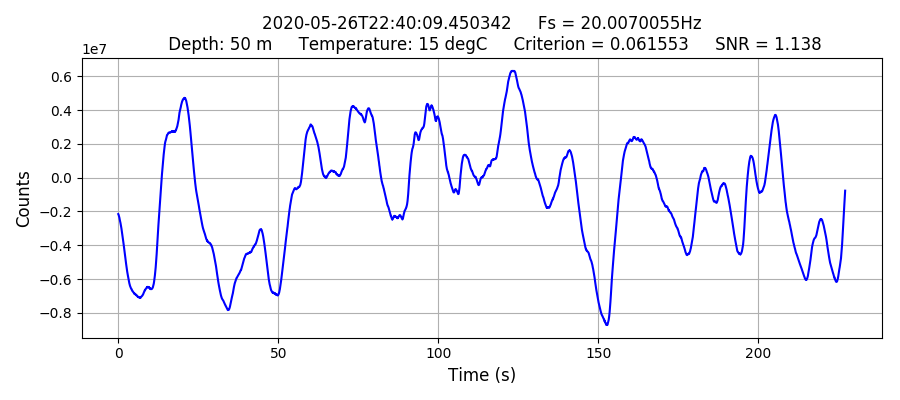 2020-05-26T22:40:09.450342 Fs = 20.0070055Hz
Depth: 50 m Temperature: 15 degC Criterion = 0.061553 SNR = 1.138
1e7
0.6
0.4
0.2
0.0
−0.2
−0.4
−0.6
−0.8
Counts
0 50 100 150 200
Time (s)